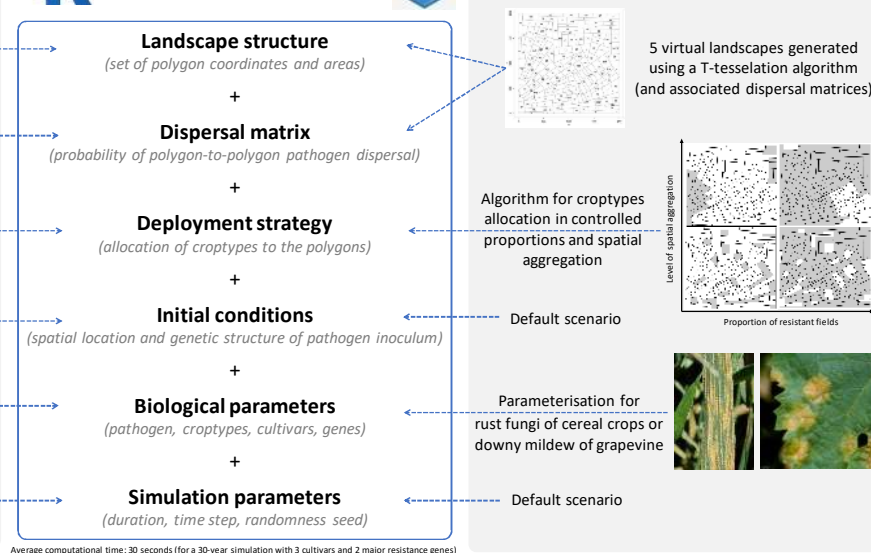 Landscape structure
(set of polygon coordinates and areas)
+
Dispersal matrix
(probability of polygon-to-polygon pathogen dispersal)
+
Deployment strategy
(allocation of croptypes to the polygons)
+
Initial conditions
(spatial location and genetic structure of pathogen inoculum)
+
Biological parameters
(pathogen, croptypes, cultivars, genes)
+
Simulation parameters
(duration, time step, randomness seed)
Average computational time: 30 seconds (for a 30-year simulation with 3 cultivars and 2 major resistance genes)
5 virtual landscapes generated
using a T-tesselation algorithm
(and associated dispersal matrices)
Algorithm for croptypes
allocation in controlled
proportions and spatial
aggregation
Level of spatial aggregation
Proportion of resistant fields
Default scenario
Parameterisation for
rust fungi of cereal crops or
downy mildew of grapevine
Default scenario